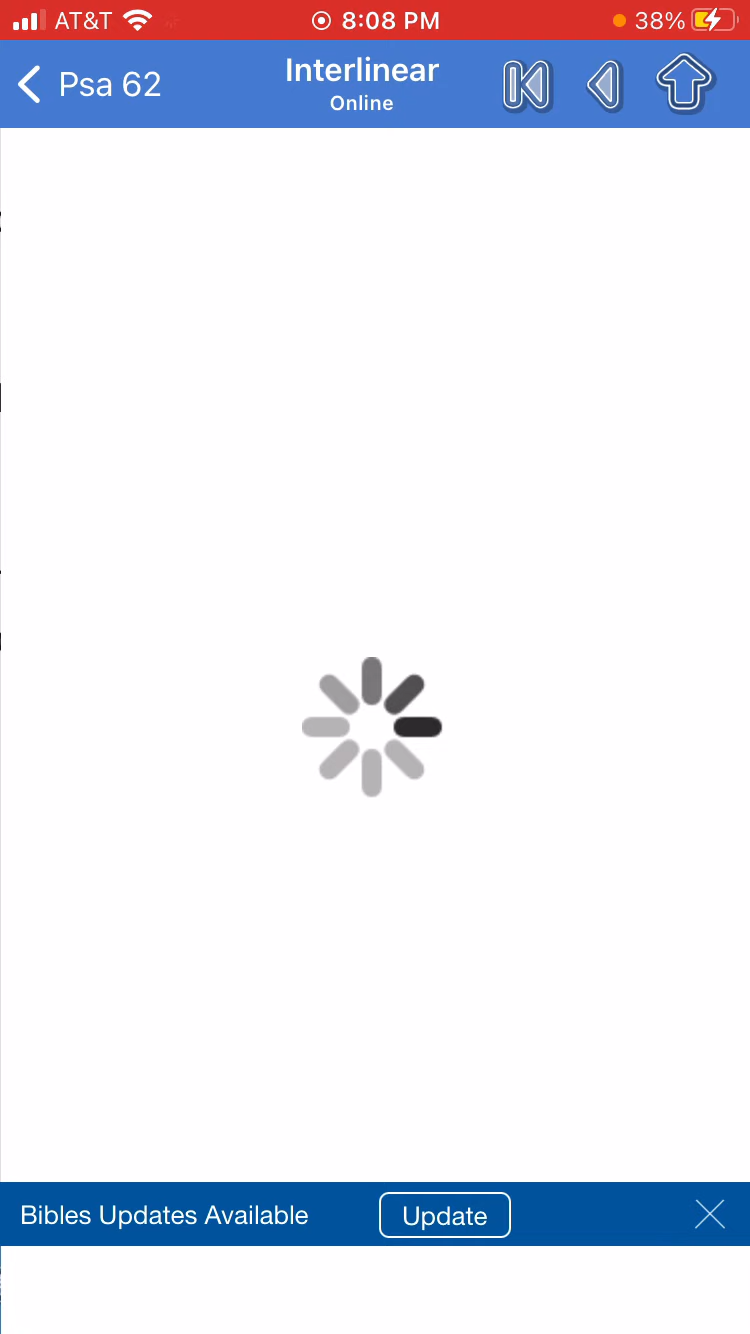 AT&T 8:08 PM 38%
Psa 62 Interlinear
Online
Bibles Updates Available Update